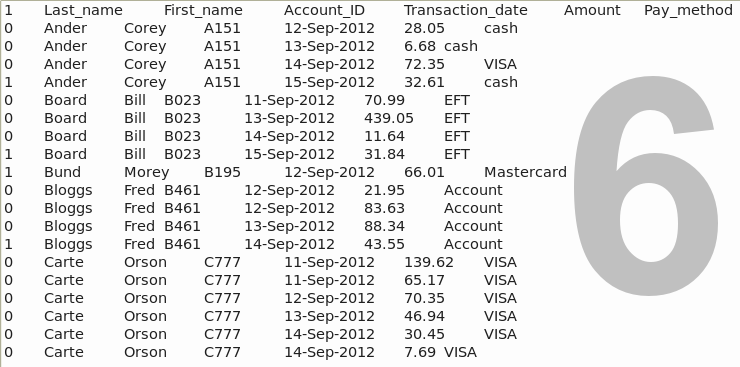 1 Last_name First_name Account_ID Transaction_date Amount Pay_method
0 Ander Corey A151 12-Sep-2012 28.05 cash
0 Ander Corey A151 13-Sep-2012 6.68 cash
0 Ander Corey A151 14-Sep-2012 72.35 VISA
1 Ander Corey A151 15-Sep-2012 32.61 cash
0 Board Bill B023 11-Sep-2012 70.99 EFT
0 Board Bill B023 13-Sep-2012 439.05 EFT
0 Board Bill B023 14-Sep-2012 11.64 EFT
1 Board Bill B023 15-Sep-2012 31.84 EFT
1 Bund Morey B195 12-Sep-2012 66.01 Mastercard
0 Bloggs Fred B461 12-Sep-2012 21.95 Account
0 Bloggs Fred B461 12-Sep-2012 83.63 Account
0 Bloggs Fred B461 13-Sep-2012 88.34 Account
1 Bloggs Fred B461 14-Sep-2012 43.55 Account
0 Carte Orson C777 11-Sep-2012 139.62 VISA
0 Carte Orson C777 11-Sep-2012 65.17 VISA
0 Carte Orson C777 12-Sep-2012 70.35 VISA
0 Carte Orson C777 13-Sep-2012 46.94 VISA
0 Carte Orson C777 14-Sep-2012 30.45 VISA
0 Carte Orson C777 14-Sep-2012 7.69 VISA
6